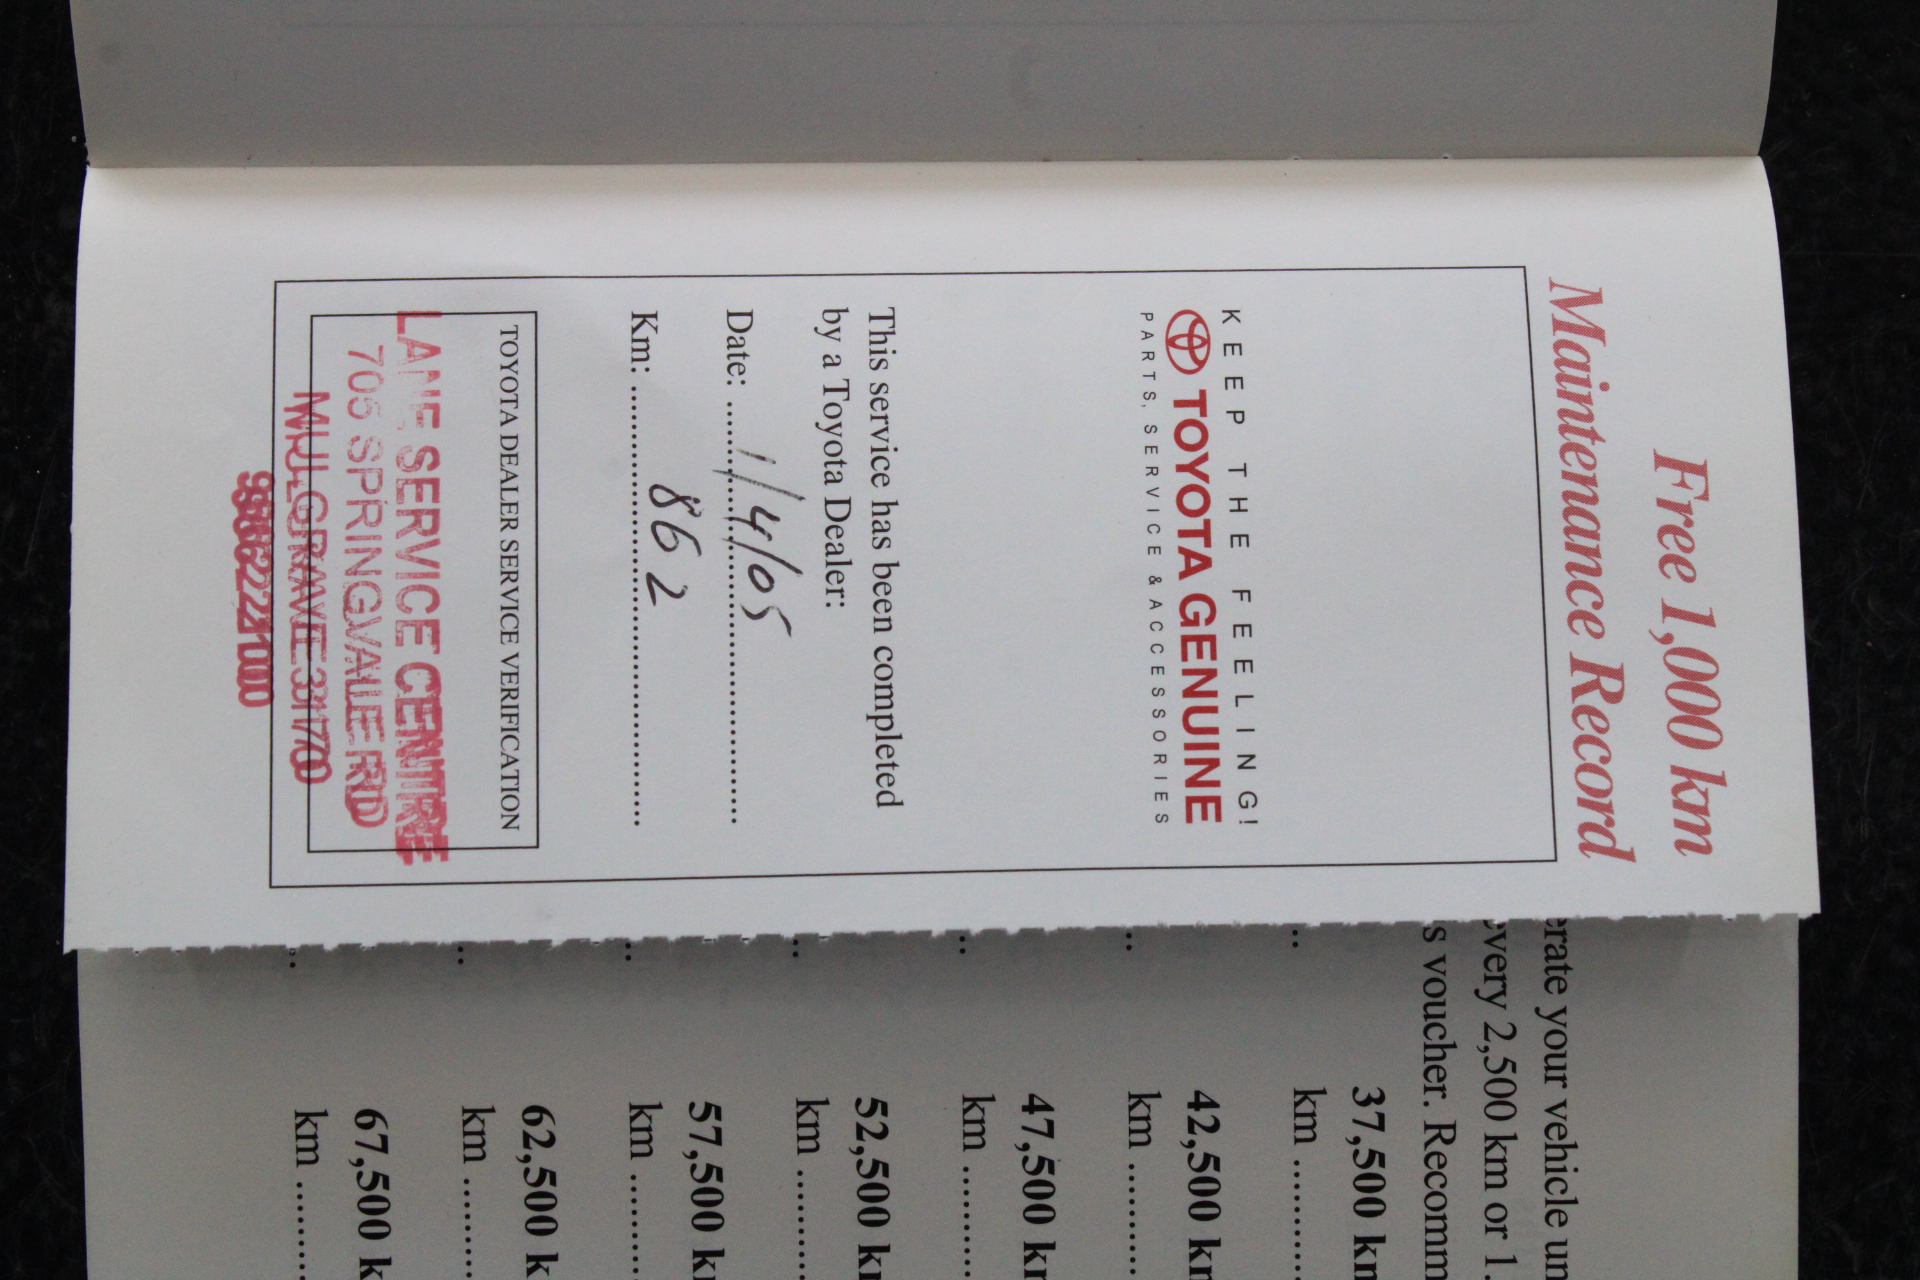 Free 1,000 km
Maintenance Record
KEEP THE FEELING!
TOYOTA GENUINE
PARTS, SERVICE & ACCESSORIES
This service has been completed
by a Toyota Dealer:
Date: 1/4/05
Km: 862
TOYOTA DEALER SERVICE VERIFICATION
SERVICE CENTRE
SPRINGVALE RD
MULGRAVE 3170
erate your vehicle un
every 2,500 km or 1.
s voucher. Recomm
37,500 km
km
42,500 km
km
47,500 km
km
52,500 km
km
57,500 k
km
62,500 k
km
67,500 k
km